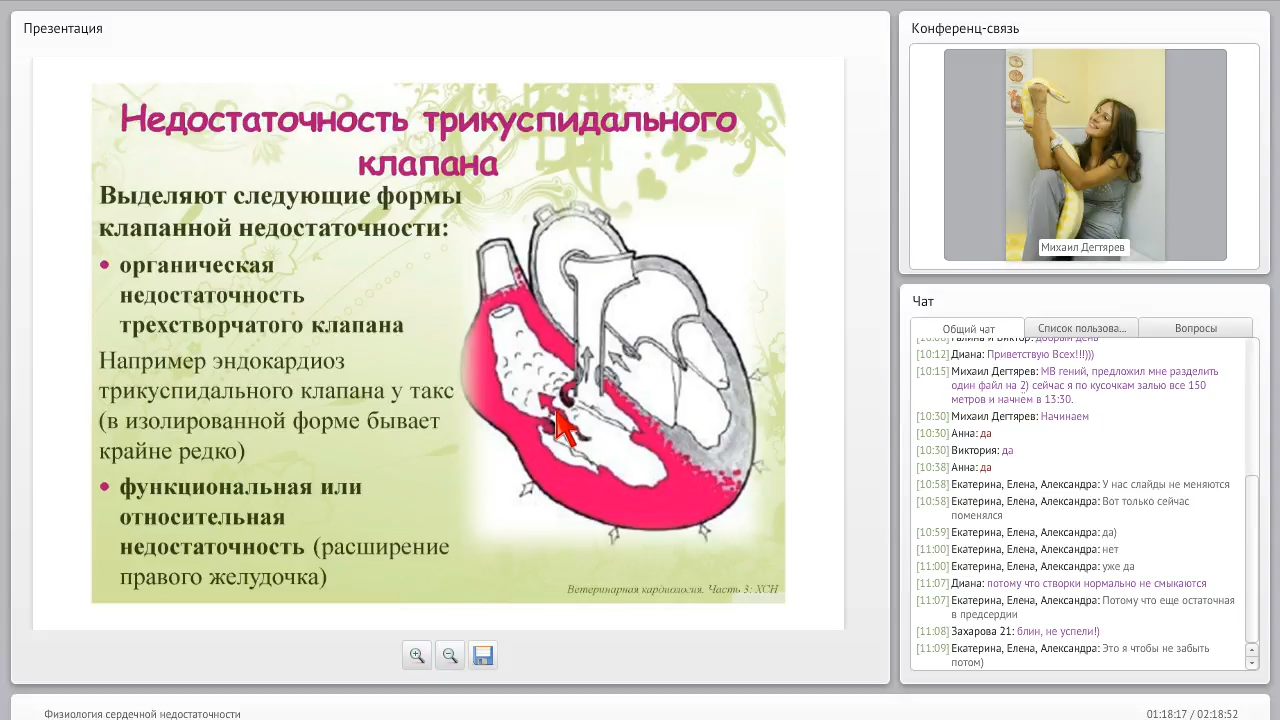 Презентация
Недостаточность трикуспидального
клапана
Выделяют следующие формы
клапанной недостаточности:
• органическая
недостаточность
трехстворчатого клапана
Например эндокардиоз
трикуспидального клапана у такс
(в изолированной форме бывает
крайне редко)
• функциональная или
относительная
недостаточность (расширение
правого желудочка)
Ветеринарная кардиология. Часть 3: ХСН
Конференц-связь
Михаил Дегтярев
Чат
Общий чат
Список пользова...
Вопросы
[10:08] Галина и Виктор: добрый день
[10:12] Диана: Приветствую Всех!!!)))
[10:15] Михаил Дегтярев: МВ гений, предложил мне разделить
один файл на 2) сейчас я по кусочкам залью все 150
метров и начнем в 13:30.
[10:30] Михаил Дегтярев: Начинаем
[10:30] Анна: да
[10:30] Виктория: да
[10:38] Анна: да
[10:58] Екатерина, Елена, Александра: У нас слайды не меняются
[10:58] Екатерина, Елена, Александра: Вот только сейчас
поменялся
[10:59] Екатерина, Елена, Александра: да)
[11:00] Екатерина, Елена, Александра: нет
[11:00] Екатерина, Елена, Александра: уже да
[11:07] Диана: потому что створки нормально не смыкаются
[11:07] Екатерина, Елена, Александра: Потому что еще остаточная
в предсердии
[11:08] Захарова 21: блин, не успели!)
[11:09] Екатерина, Елена, Александра: Это я чтобы не забыть
потом)
Физиология сердечной недостаточности
01:18:17 / 02:18:52